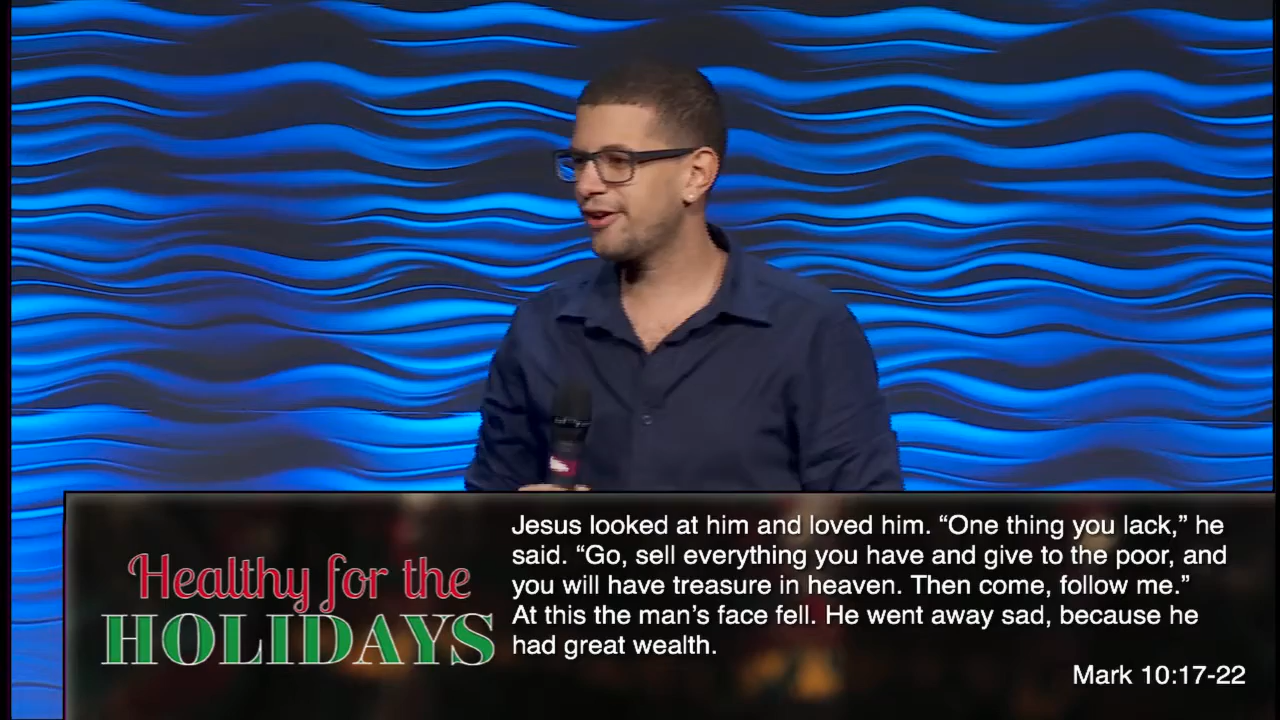 Healthy for the
HOLIDAYS
Jesus looked at him and loved him. “One thing you lack,” he
said. “Go, sell everything you have and give to the poor, and
you will have treasure in heaven. Then come, follow me.”
At this the man’s face fell. He went away sad, because he
had great wealth.
Mark 10:17-22